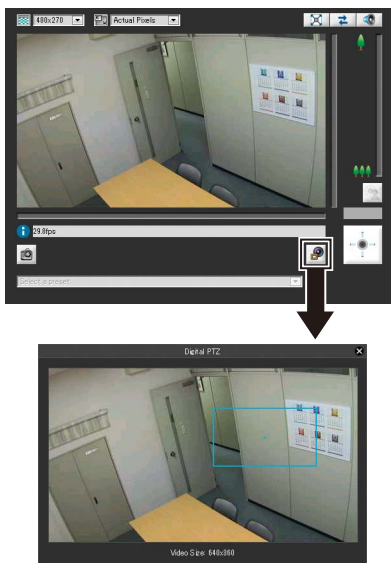 480x270
Actual Pixels
29.8fps
Select a preset
Digital PTZ
Video Size: 640x360